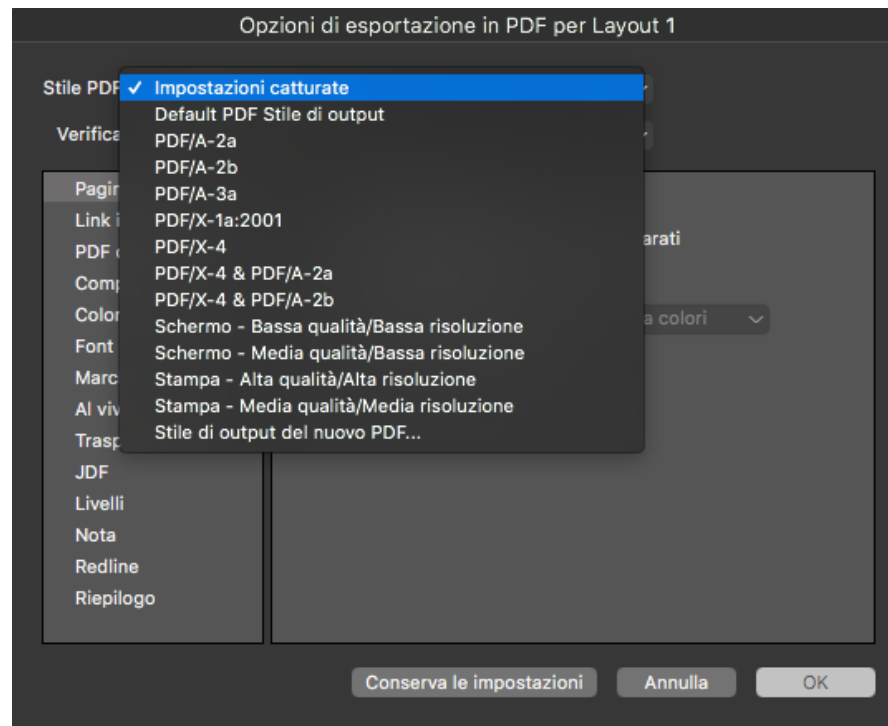 Opzioni di esportazione in PDF per Layout 1
Stile PDF
✓ Impostazioni catturate
Default PDF Stile di output
Verifica
PDF/A-2a
PDF/A-2b
PDF/A-3a
PDF/X-1a:2001
PDF/X-4
PDF/X-4 & PDF/A-2a
PDF/X-4 & PDF/A-2b
Schermo - Bassa qualità/Bassa risoluzione
Schermo - Media qualità/Bassa risoluzione
Stampa - Alta qualità/Alta risoluzione
Stampa - Media qualità/Media risoluzione
Stile di output del nuovo PDF...
Link
PDF
Font
JDF
Livelli
Nota
Redline
Riepilogo
a colori
Conserva le impostazioni
Annulla
OK